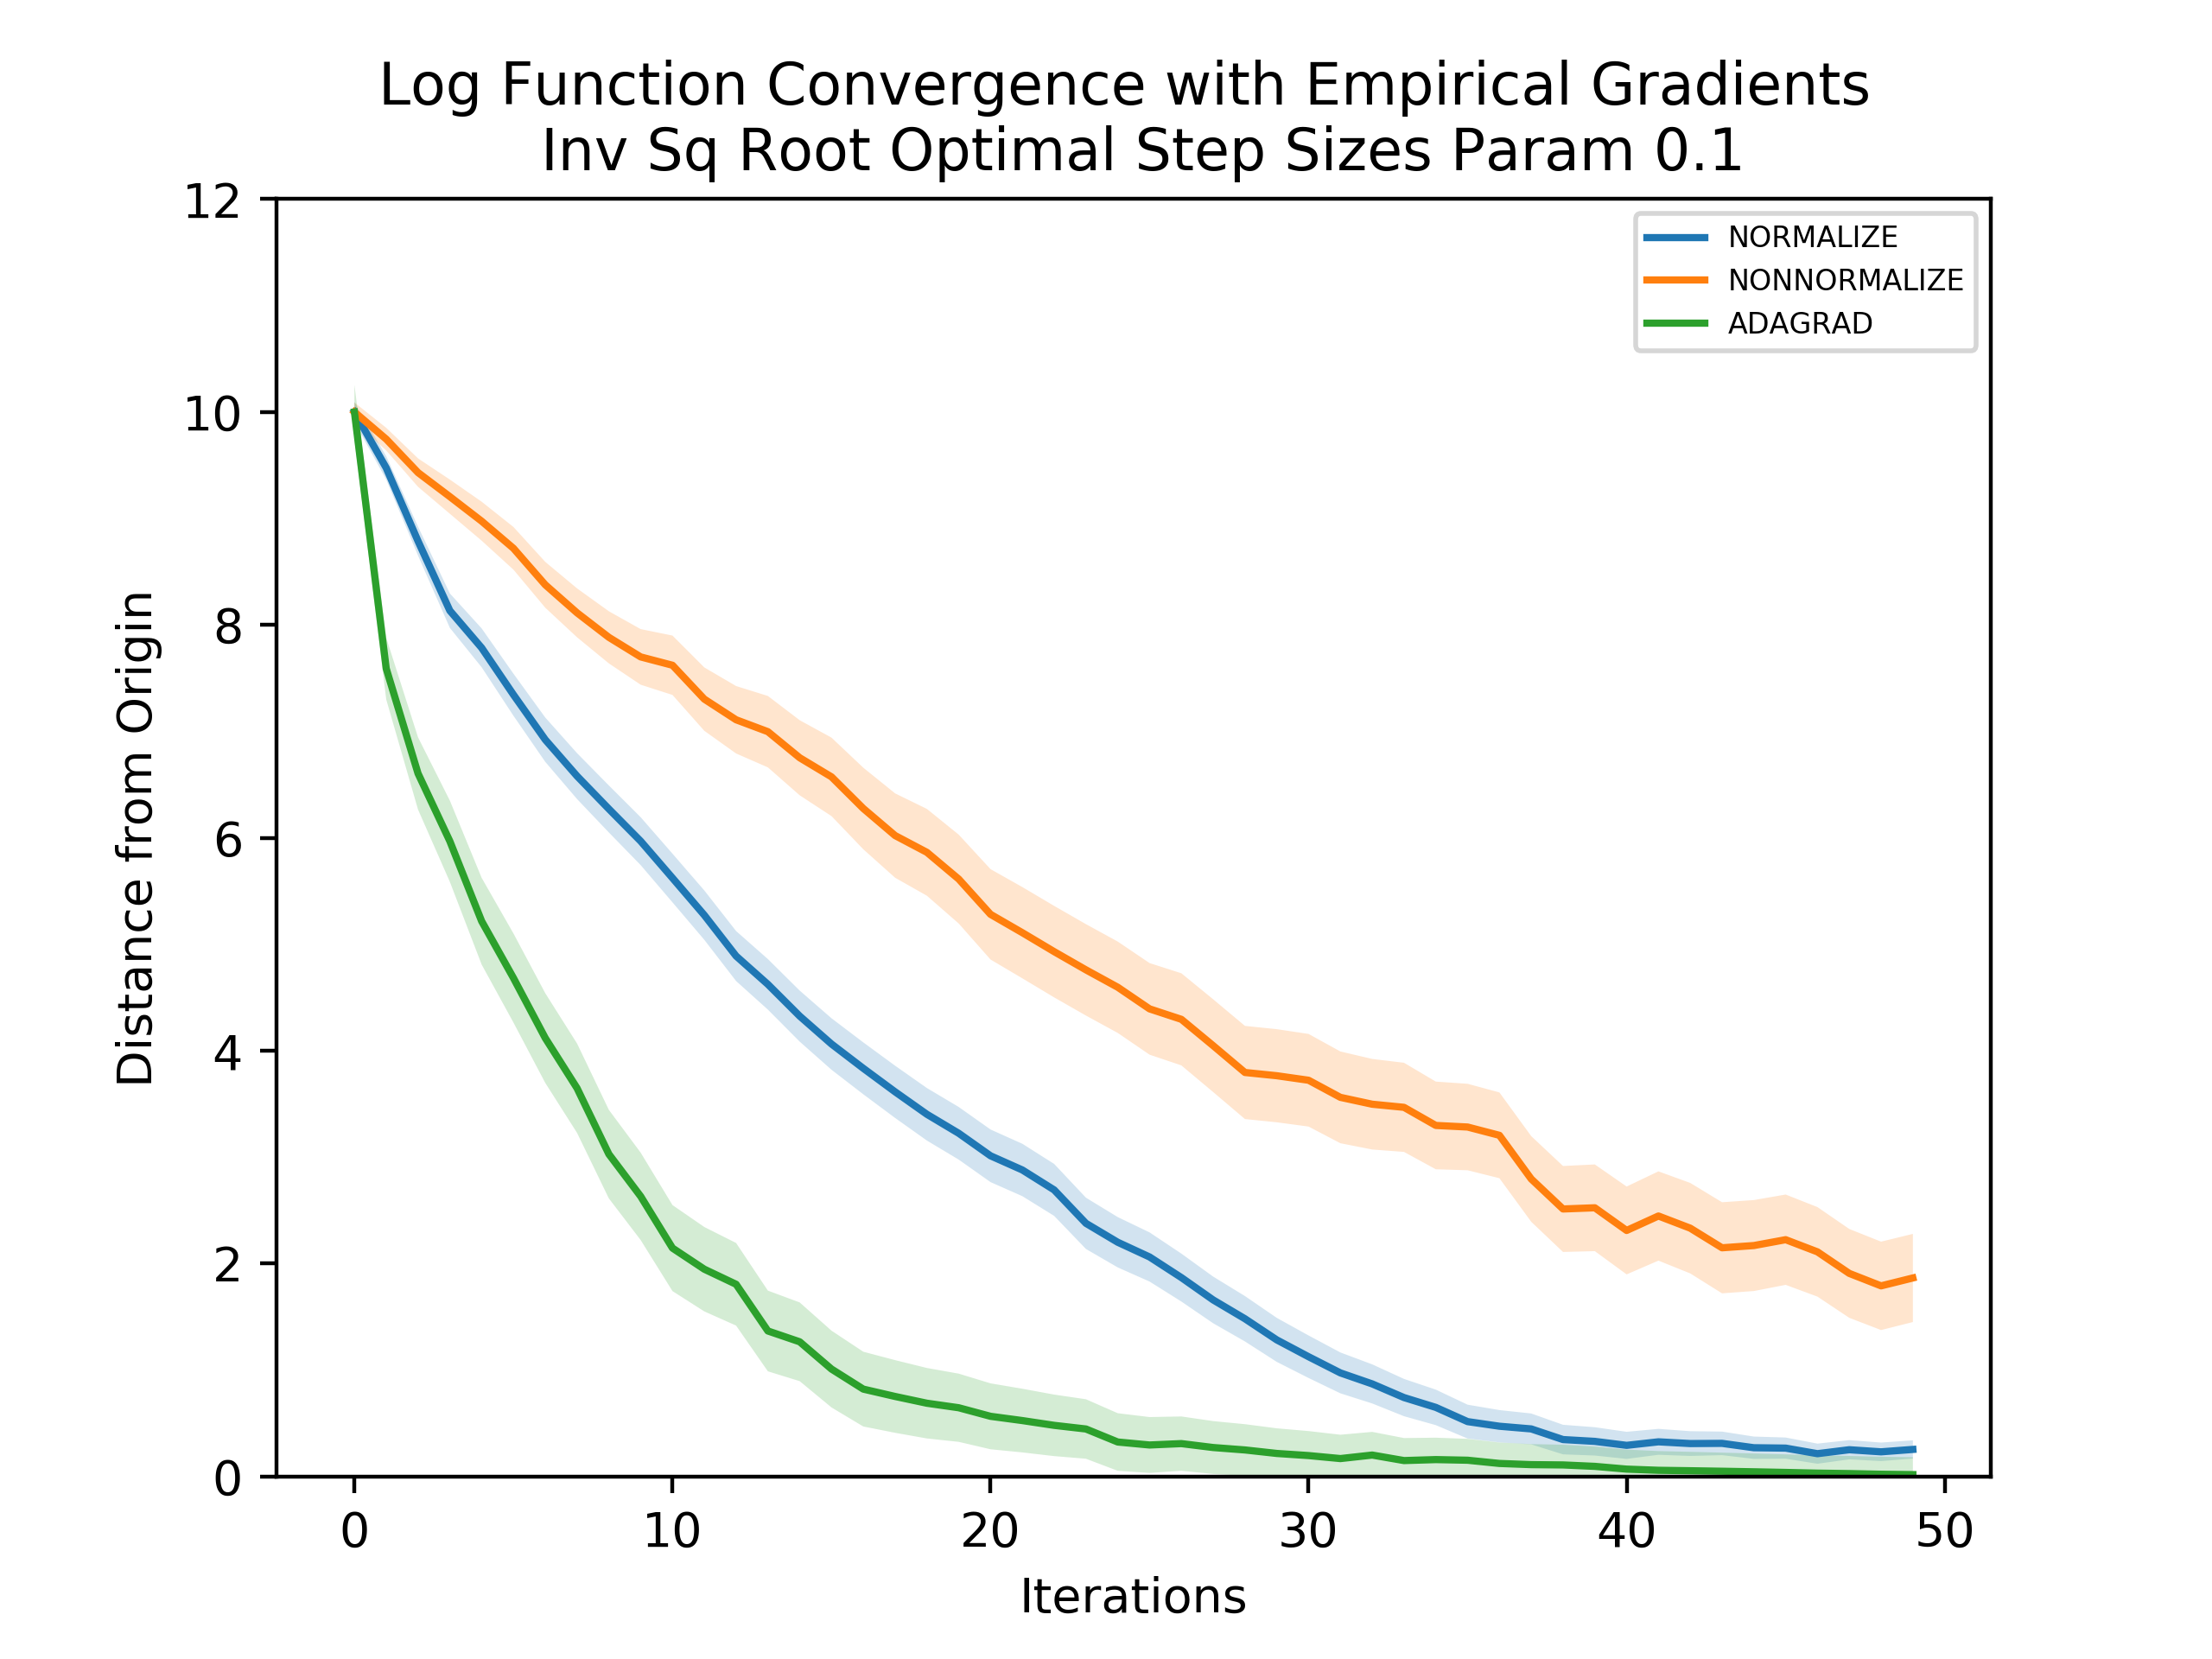 Log Function Convergence with Empirical Gradients
Inv Sq Root Optimal Step Sizes Param 0.1
12
10
8
6
4
2
0
Distance from Origin
NORMALIZE
NONNORMALIZE
ADAGRAD
0 10 20 30 40 50
Iterations